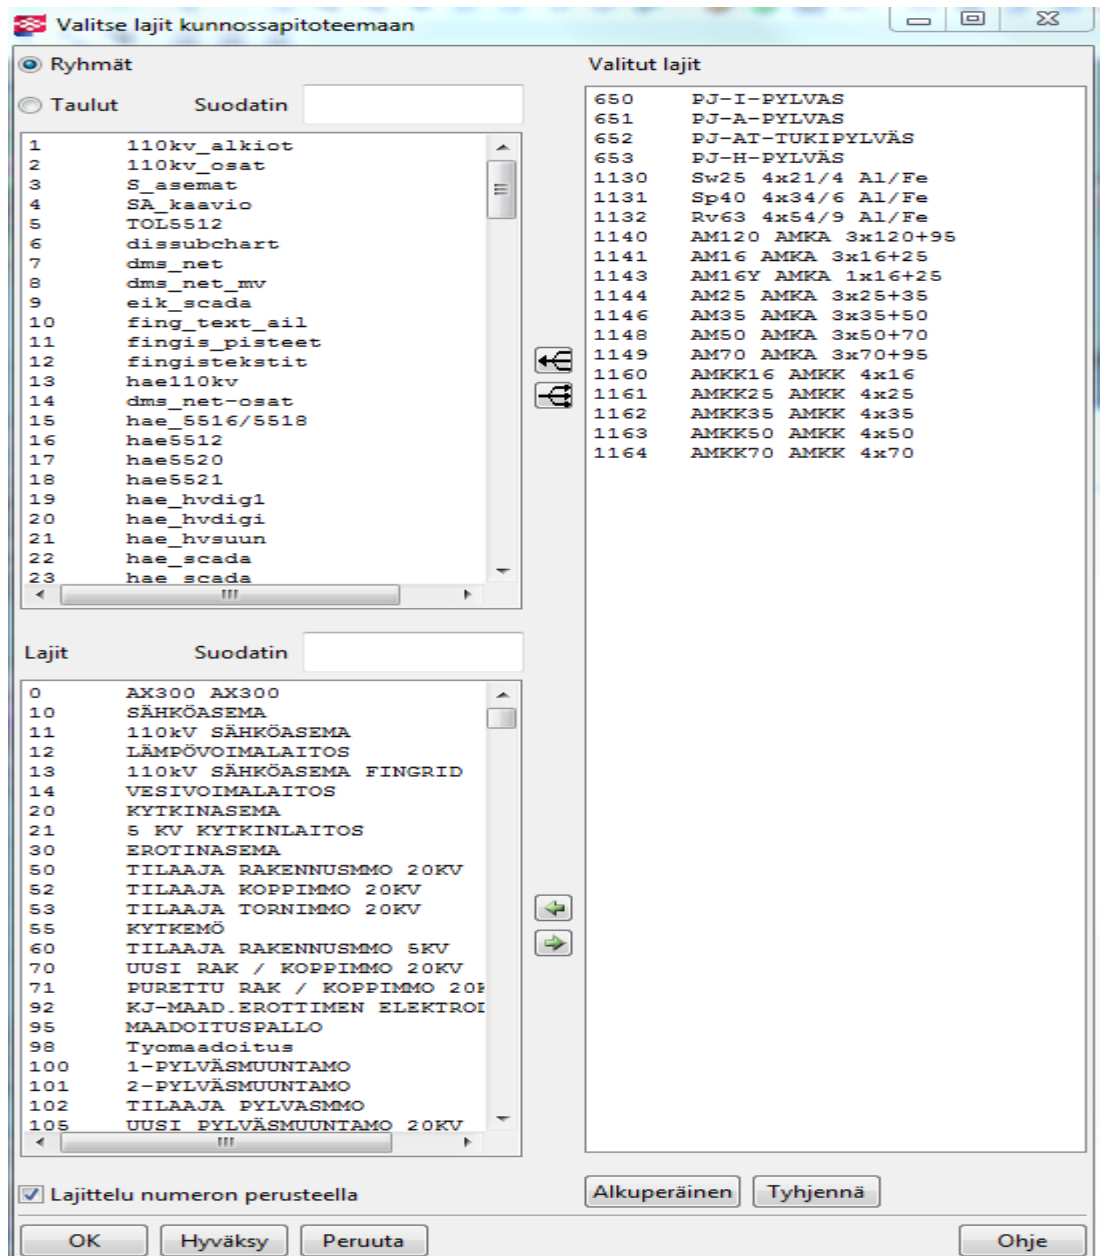 Valitse lajit kunnossapitoteemaan
Ryhmät
Taulut Suodatin
1 110kv_alkiot
2 110kv_osat
3 S_asemat
4 SA_kaavio
5 TOL5512
6 dissubchart
7 dms_net
8 dms_net_mv
9 eik_scada
10 fing_text_ail
11 fingis_pisteet
12 fingistekstit
13 hae110kv
14 dms_net-osat
15 hae_5516/5518
16 hae5512
17 hae5520
18 hae5521
19 hae_hvdig1
20 hae_hvdigi
21 hae_hvsuun
22 hae_scada
23 hae_scada
Lajit Suodatin
0 AX300 AX300
10 SÄHKÖASEMA
11 110kV SÄHKÖASEMA
12 LÄMPÖVOIMALAITOS
13 110kV SÄHKÖASEMA FINGRID
14 VESIVOIMALAITOS
20 KYTKINASEMA
21 5 KV KYTKINLAITOS
30 EROTINASEMA
50 TILAAJA RAKENNUSMMO 20KV
52 TILAAJA KOPPIMMO 20KV
53 TILAAJA TORNIMMO 20KV
55 KYTKEMÖ
60 TILAAJA RAKENNUSMMO 5KV
70 UUSI RAK / KOPPIMMO 20KV
71 PURETTU RAK / KOPPIMMO 20K
92 KJ-MAAD.EROTTIMEN ELEKTROD
95 MAADOITUSPALLO
98 Tyomaadoitus
100 1-PYLVÄSMUUNTAMO
101 2-PYLVÄSMUUNTAMO
102 TILAAJA PYLVASMMO
105 UUSI PYLVÄSMUUNTAMO 20KV
Lajittelu numeron perusteella
OK Hyväksy Peruuta
Valitut lajit
650 PJ-I-PYLVAS
651 PJ-A-PYLVAS
652 PJ-AT-TUKIPYLVÄS
653 PJ-H-PYLVÄS
1130 Sw25 4x21/4 Al/Fe
1131 Sp40 4x34/6 Al/Fe
1132 Rv63 4x54/9 Al/Fe
1140 AM120 AMKA 3x120+95
1141 AM16 AMKA 3x16+25
1143 AM16Y AMKA 1x16+25
1144 AM25 AMKA 3x25+35
1146 AM35 AMKA 3x35+50
1148 AM50 AMKA 3x50+70
1149 AM70 AMKA 3x70+95
1160 AMKK16 AMKK 4x16
1161 AMKK25 AMKK 4x25
1162 AMKK35 AMKK 4x35
1163 AMKK50 AMKK 4x50
1164 AMKK70 AMKK 4x70
Alkuperäinen Tyhjennä
Ohje